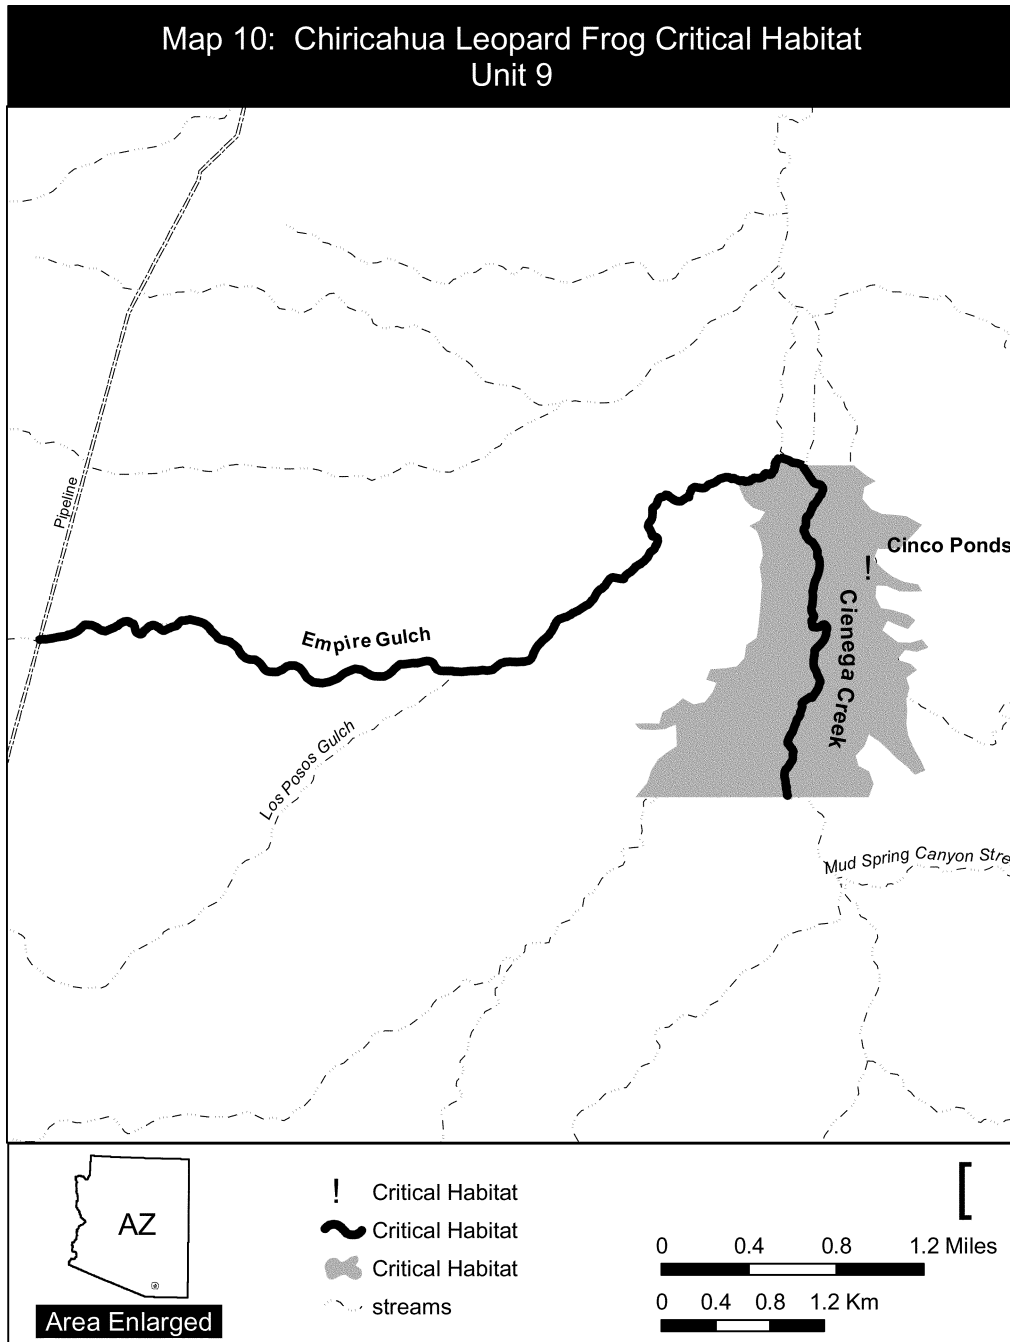 Map 10:  Chiricahua Leopard Frog Critical Habitat
Unit 9
Pipeline
Cinco Ponds
!
Cienega Creek
Empire Gulch
Los Posos Gulch
Mud Spring Canyon Stre
AZ
Area Enlarged
! Critical Habitat
Critical Habitat
Critical Habitat
streams
[
0 0.4 0.8 1.2 Miles
0 0.4 0.8 1.2 Km